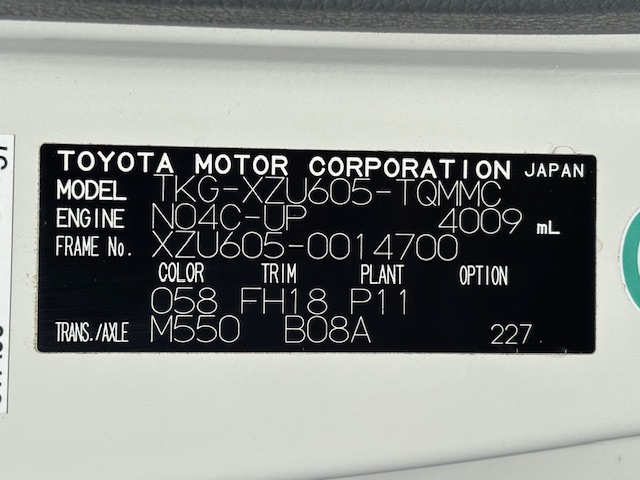 TOYOTA MOTOR CORPORATION JAPAN
MODEL TKG-XZU605-TQMMC
ENGINE N04C-UP 4009 mL
FRAME No. XZU605-0014700
COLOR TRIM PLANT OPTION
058 FH18 P11
TRANS./AXLE M550 B08A 227